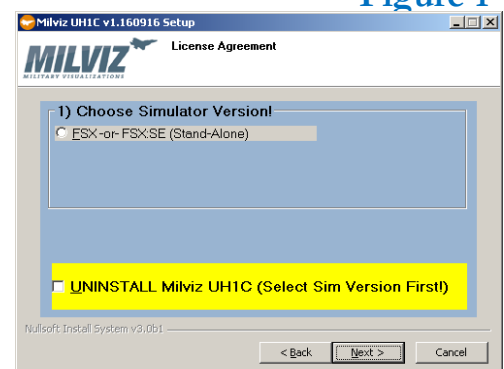 Figure 1
Milviz UH1C v1.160916 Setup
MILVIZ
MILITARY VISUALIZATIONS
License Agreement
1) Choose Simulator Version!
FSX -or- FSX:SE (Stand-Alone)
UNINSTALL Milviz UH1C (Select Sim Version First!)
Nullsoft Install System v3.0b1
< Back
Next >
Cancel